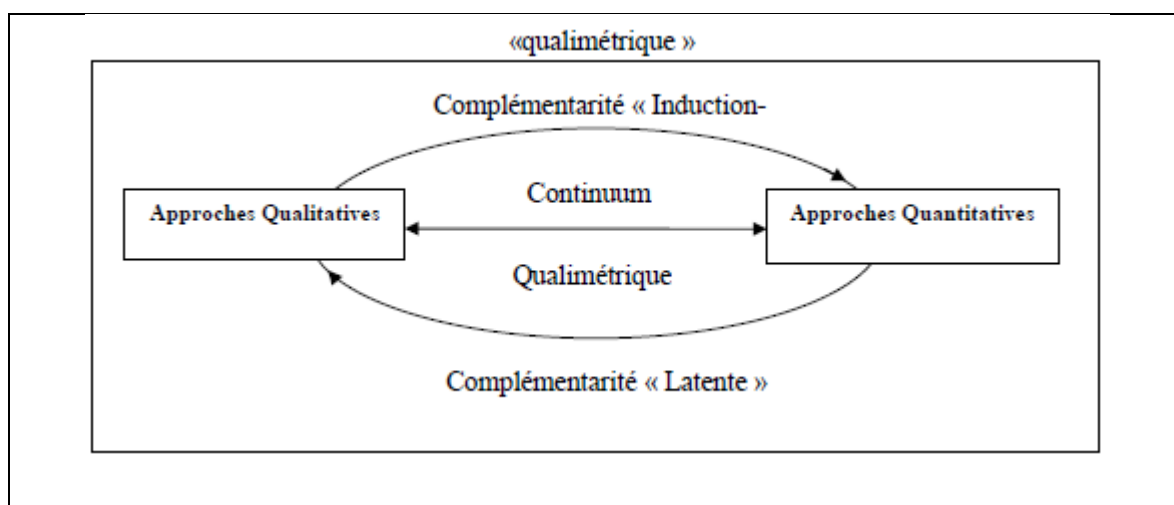 «qualimétrique »
Complémentarité « Induction-
Continuum
Approches Qualitatives
Approches Quantitatives
Qualimétrique
Complémentarité « Latente »